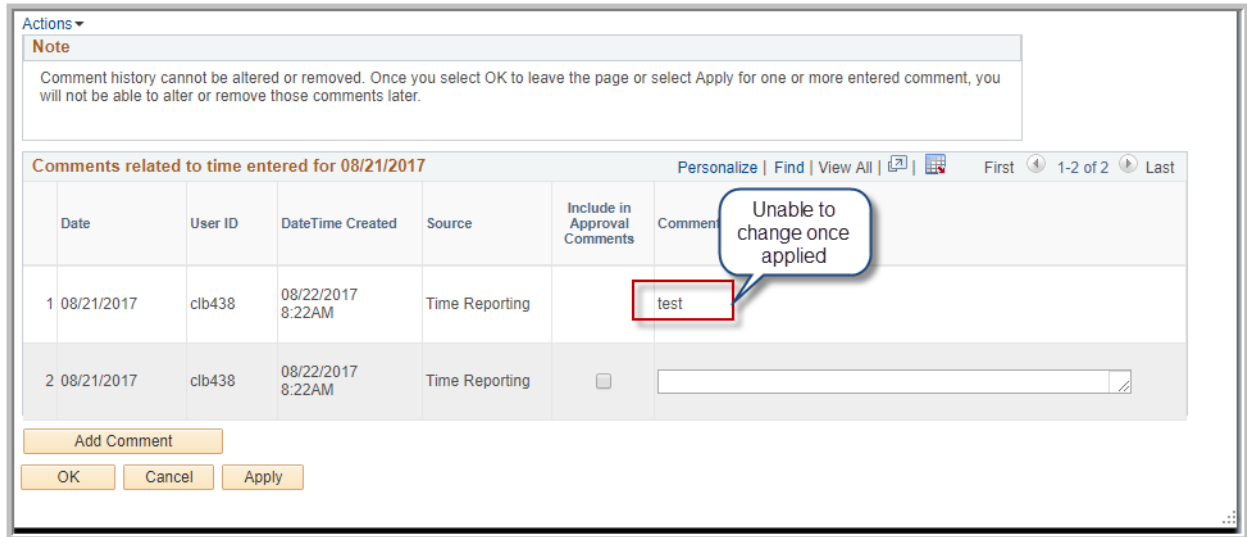 Actions
Note
Comment history cannot be altered or removed. Once you select OK to leave the page or select Apply for one or more entered comment, you
will not be able to alter or remove those comments later.
Comments related to time entered for 08/21/2017 Personalize | Find | View All | | First 1-2 of 2 Last
Date User ID DateTime Created Source Include in Approval Comments Comment
Unable to
change once
applied
1 08/21/2017 clb438 08/22/2017 8:22AM Time Reporting test
2 08/21/2017 clb438 08/22/2017 8:22AM Time Reporting
Add Comment
OK Cancel Apply